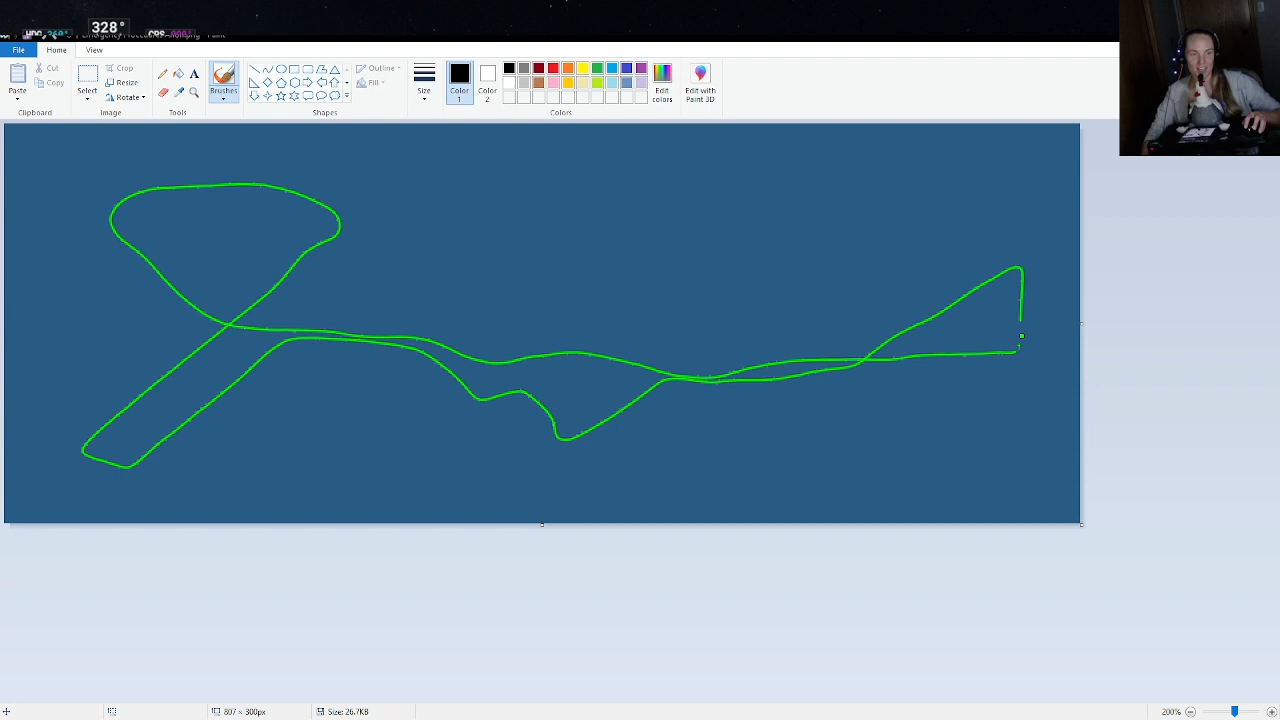 328°
File Home View
Paste
Cut
Copy
Clipboard
Select
Crop
Resize
Rotate
Image
A
Tools
Brushes
Outline
Fill
Shapes
Size
Color 1
Color 2
Edit colors
Colors
Edit with Paint 3D
807 × 300px
Size: 26.7KB
200%